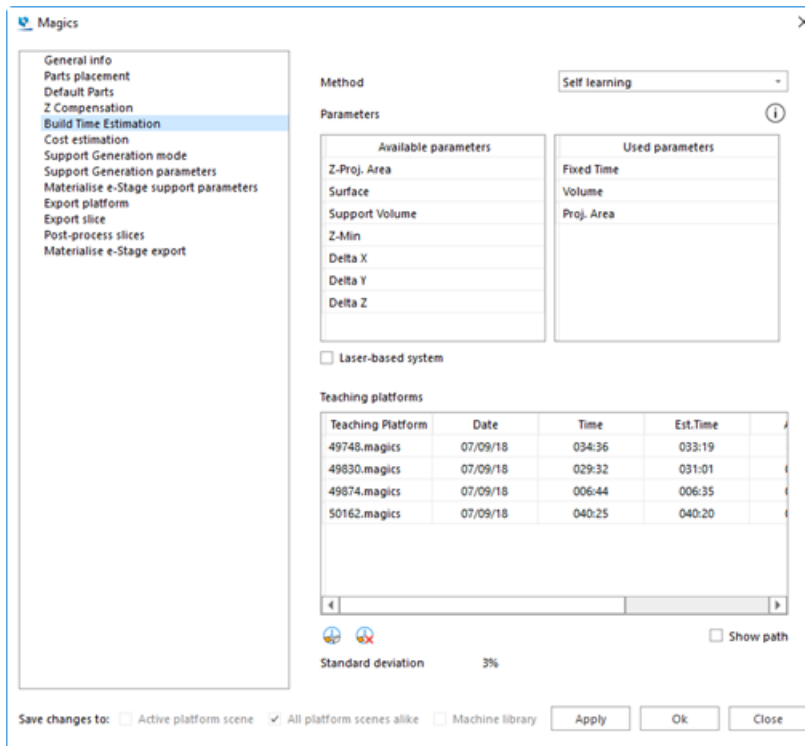 Magics
General info
Parts placement
Default Parts
Z Compensation
Build Time Estimation
Cost estimation
Support Generation mode
Support Generation parameters
Materialise e-Stage support parameters
Export platform
Export slice
Post-process slices
Materialise e-Stage export
Method Self learning
Parameters
Available parameters Used parameters
Z-Proj. Area Fixed Time
Surface Volume
Support Volume Proj. Area
Z-Min
Delta X
Delta Y
Delta Z
Laser-based system
Teaching platforms
Teaching Platform Date Time Est.Time
49748.magics 07/09/18 034:36 033:19
49830.magics 07/09/18 029:32 031:01
49874.magics 07/09/18 006:44 006:35
50162.magics 07/09/18 040:25 040:20
Show path
Standard deviation 3%
Save changes to: Active platform scene All platform scenes alike Machine library Apply Ok Close